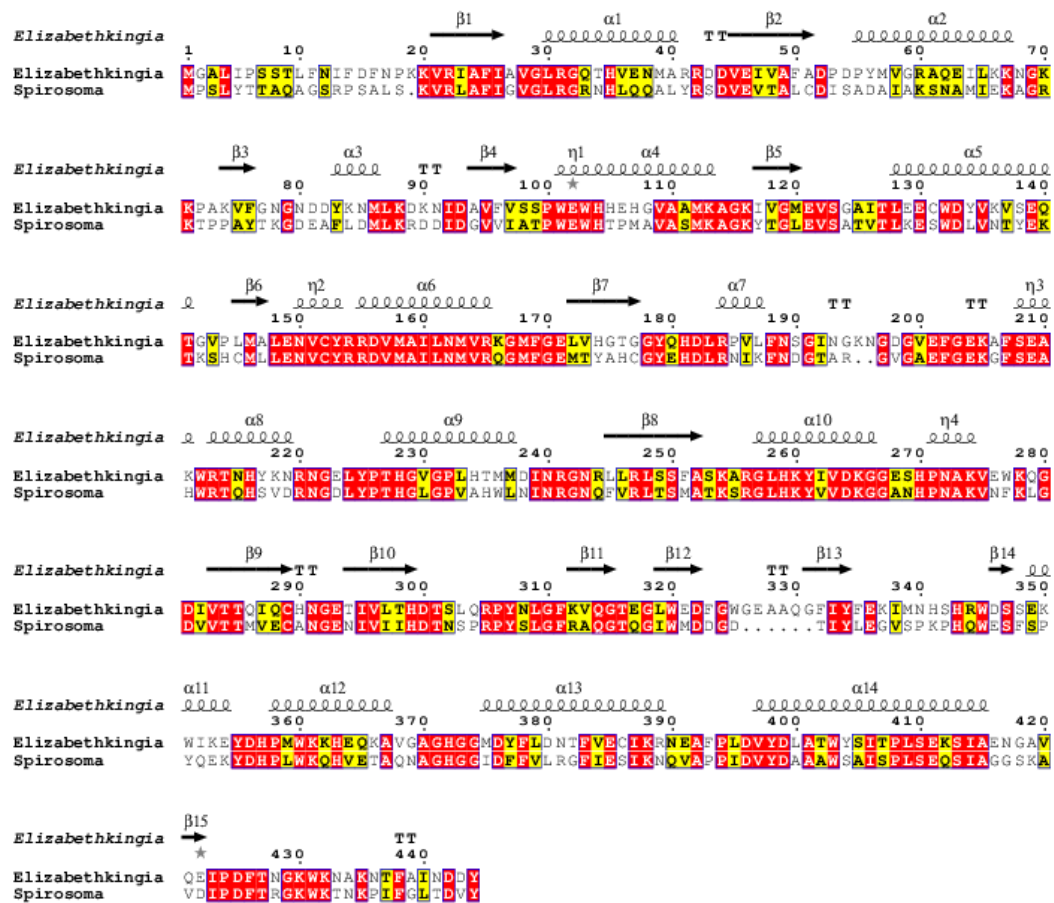 β1 α1 β2 α2
Elizabethkingia TT
1 10 20 30 40 50 60 70
Elizabethkingia MGALIPSSTLFNIFDFNPKKVRIAFIAVGLRGQTHVENMARRDDVEIVAFADPDPYMVGRAQEILKKNGK
Spirosoma MPSLYTTAQAGSRPSALS.KVRLAFIGVGLRGRNHLQQALYRSDVEVTALCDISADAIAKSNAMIEKAGR
β3 α3 β4 η1 α4 β5 α5
Elizabethkingia TT
80 90 100 110 120 130 140
Elizabethkingia KPAKVFGNGNDDYKNMLKDKNIDAVFVSSPWEWHHEHGVAAMKAGKIVGMEVSGAITLEECWDYVKVSEQ
Spirosoma KTPPAYTKGDEAFLDMLKRDDIDGVVIATPWEWHTPMAVASMKAGKYTGLEVSATVTLKESWDLVNTYEK
β6 η2 α6 β7 α7 η3
Elizabethkingia TT TT
150 160 170 180 190 200 210
Elizabethkingia TGVPLMALENVCYRRDVMAILNMVRKGMFGELVHGTGGYQHDLRPVLFNSGINGKNGDGVEFGEKAFSEA
Spirosoma TKSHCMLLENVCYRRDVMAILNMVRQGMFGEMTYAHCGYEHDLRNIKFNDGTAR..GVGAEFGEKGFSEA
α8 α9 β8 α10 η4
Elizabethkingia
220 230 240 250 260 270 280
Elizabethkingia KWRTNHYKNRNGELYPTHGVGPLHTMMDINRGNRLLRLSSFASKARGLHKYIVDKGGESHPNAKVEWKQG
Spirosoma HWRTQHSVDRNGDLYPTHGLGPVAHWLNINRGNQFVRLTSMATKSRGLHKYVVDKGGANHPNAKVNFKLG
β9 β10 β11 β12 β13 β14
Elizabethkingia TT TT
290 300 310 320 330 340 350
Elizabethkingia DIVTTQIQCHNGETIVLTHDTSLQRPYNLGFKVQGTEGLWEDFGWGEAAQGFIYFEKIMNHSHRWDSSEK
Spirosoma DVVTTMVECANGENIVIIHDTNSPRPYSLGFRAQGTQGIWMDDGD......TIYLEGVSPKPHQWESFSP
α11 α12 α13 α14
Elizabethkingia
360 370 380 390 400 410 420
Elizabethkingia WIKEYDHPMWKKHEQKAVGAGHGGMDYFLDNTFVECIKRNEAFPLDVYDLATWYSITPLSEKSIAENGAV
Spirosoma YQEKYDHPLWKQHVETAQNAGHGGIDFFVLRGFIESIKNQVAPPIDVYDAAAWSAISPLSEQSIAGGSKA
β15
Elizabethkingia TT
430 440
Elizabethkingia QEIPDFTNGKWKNAKNTFAINDDY
Spirosoma VDIPDFTRGKWKTNKPIFGLTDVY